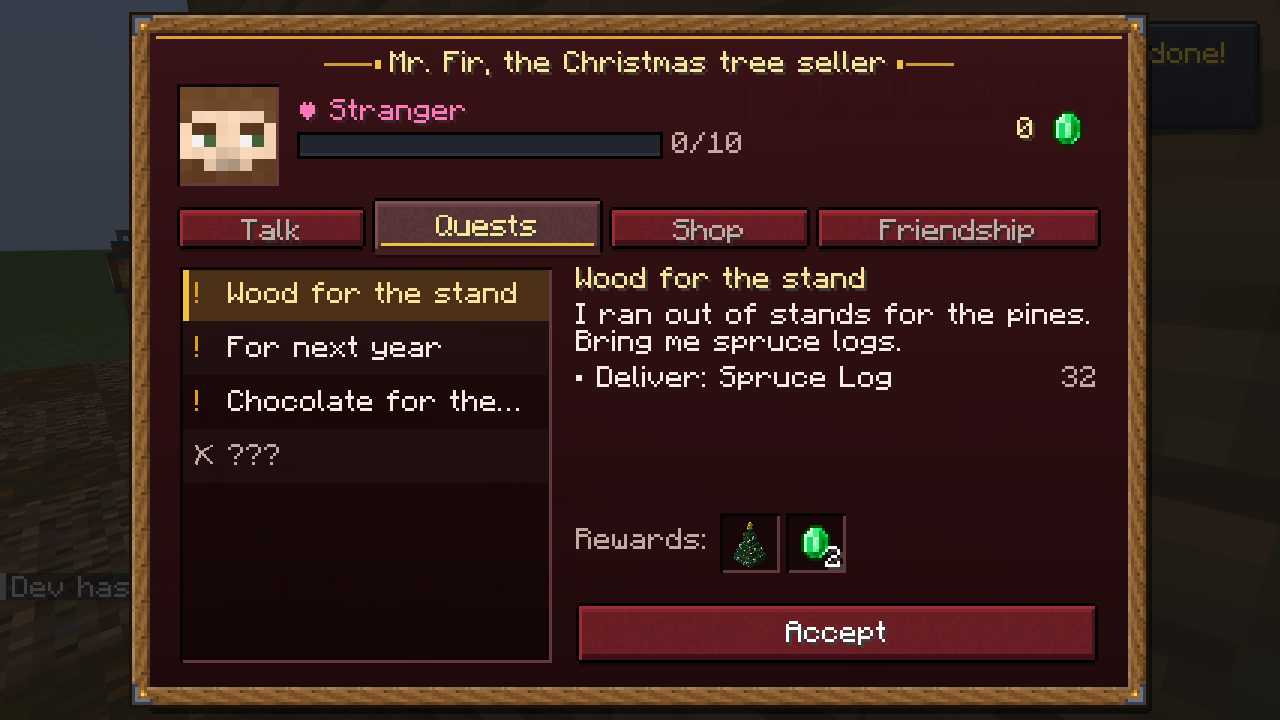 Mr. Fir, the Christmas tree seller
done!
Stranger
0/10
0
Talk
Quests
Shop
Friendship
! Wood for the stand
! For next year
! Chocolate for the...
X ???
Wood for the stand
I ran out of stands for the pines.
Bring me spruce logs.
▪ Deliver: Spruce Log 32
Rewards:
2
Accept
Dev has